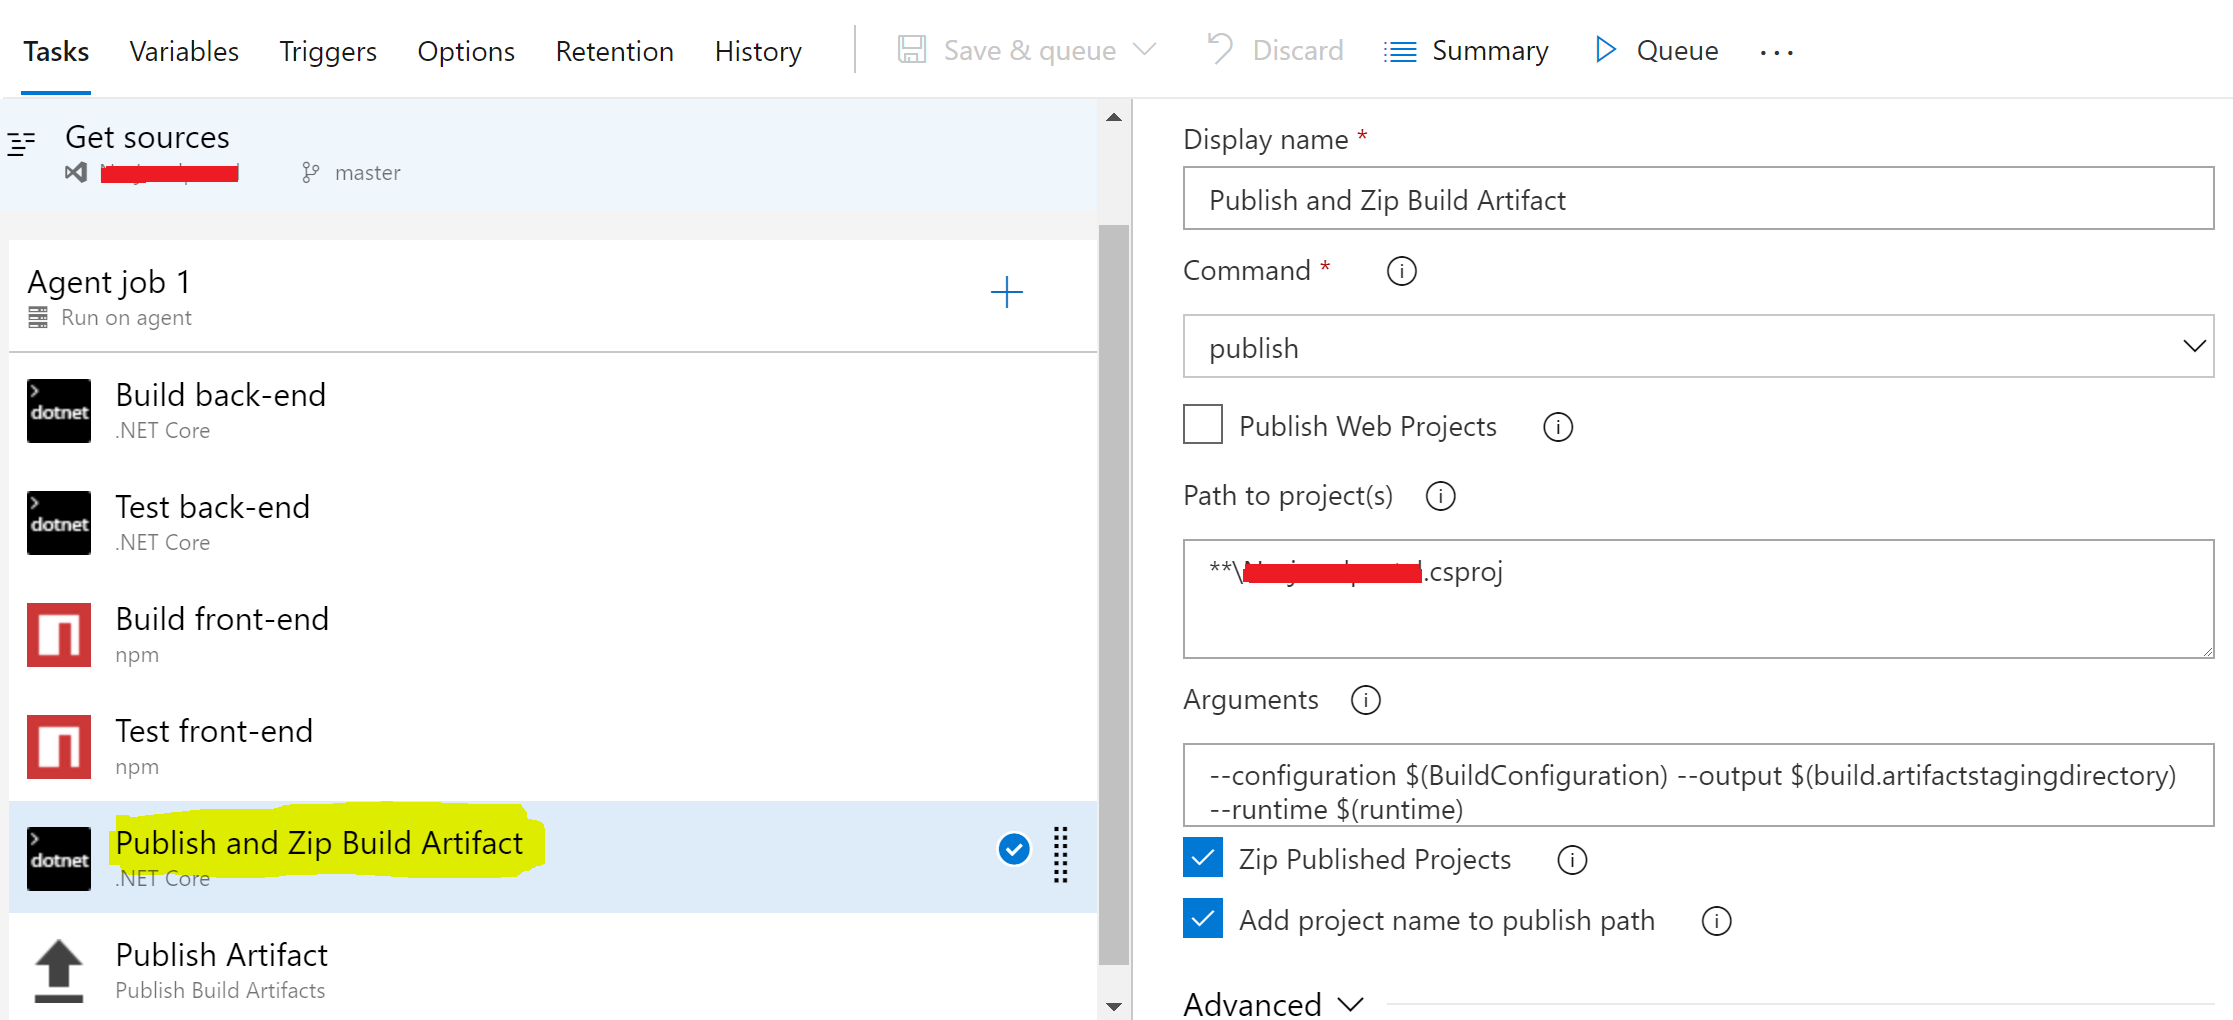 Tasks Variables Triggers Options Retention History Save & queue Discard Summary Queue ...
Get sources
master
Agent job 1
Run on agent
dotnet
Build back-end
.NET Core
dotnet
Test back-end
.NET Core
Build front-end
npm
Test front-end
npm
dotnet
Publish and Zip Build Artifact
.NET Core
Publish Artifact
Publish Build Artifacts
Display name *
Publish and Zip Build Artifact
Command *
publish
Publish Web Projects
Path to project(s)
**\ .csproj
Arguments
--configuration $(BuildConfiguration) --output $(build.artifactstagingdirectory)
--runtime $(runtime)
Zip Published Projects
Add project name to publish path
Advanced